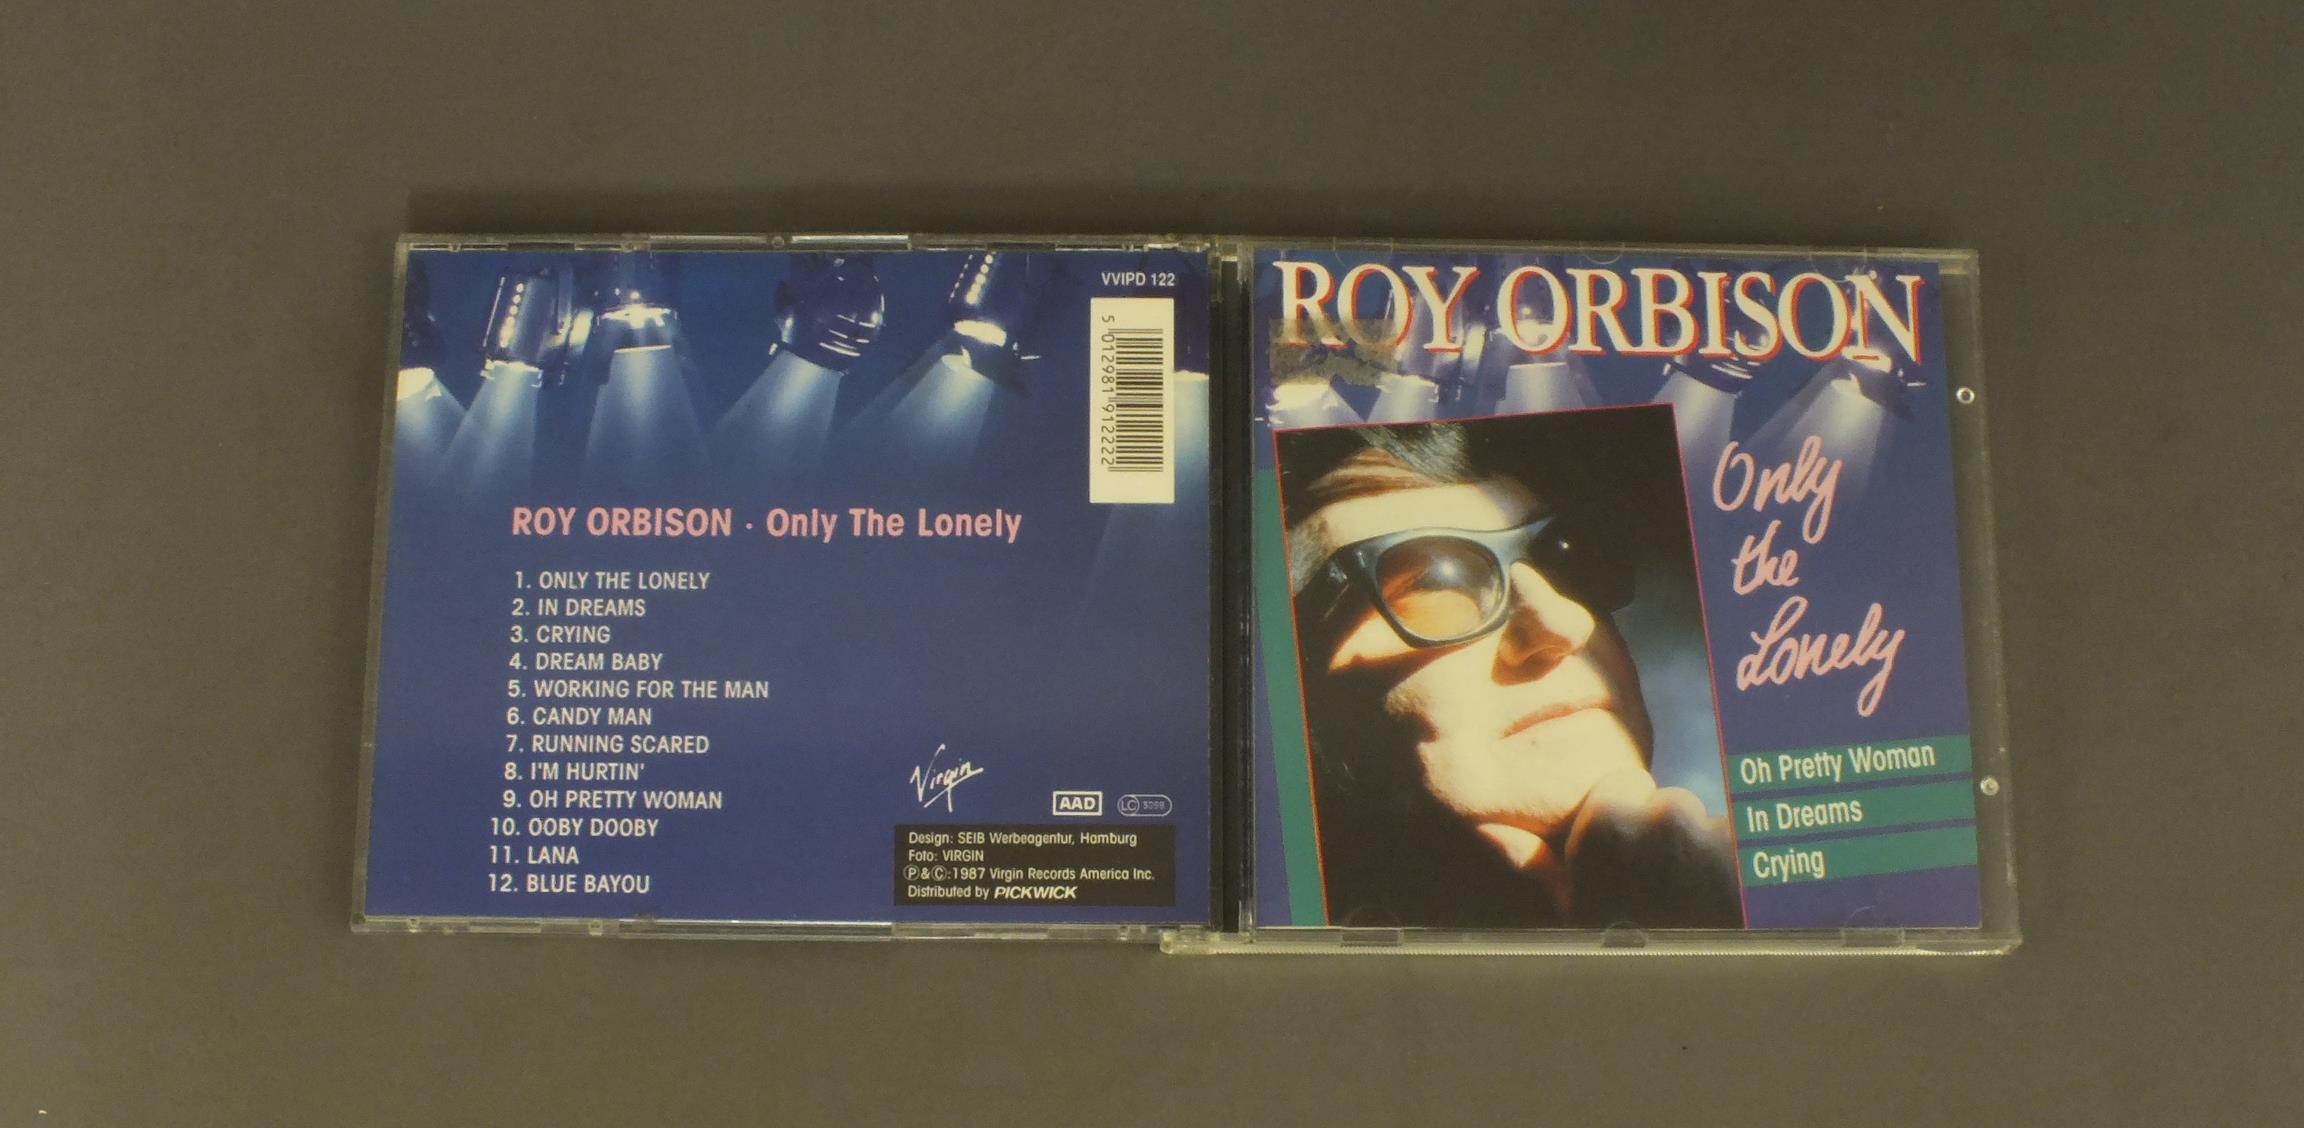 VVIPD 122
5 012981 912222
ROY ORBISON · Only The Lonely
1. ONLY THE LONELY
2. IN DREAMS
3. CRYING
4. DREAM BABY
5. WORKING FOR THE MAN
6. CANDY MAN
7. RUNNING SCARED
8. I'M HURTIN'
9. OH PRETTY WOMAN
10. OOBY DOOBY
11. LANA
12. BLUE BAYOU
Virgin
AAD
LC 3098
Design: SEIB Werbeagentur, Hamburg
Foto: VIRGIN
Ⓟ&©:1987 Virgin Records America Inc.
Distributed by PICKWICK
ROY ORBISON
Only
the
Lonely
Oh Pretty Woman
In Dreams
Crying